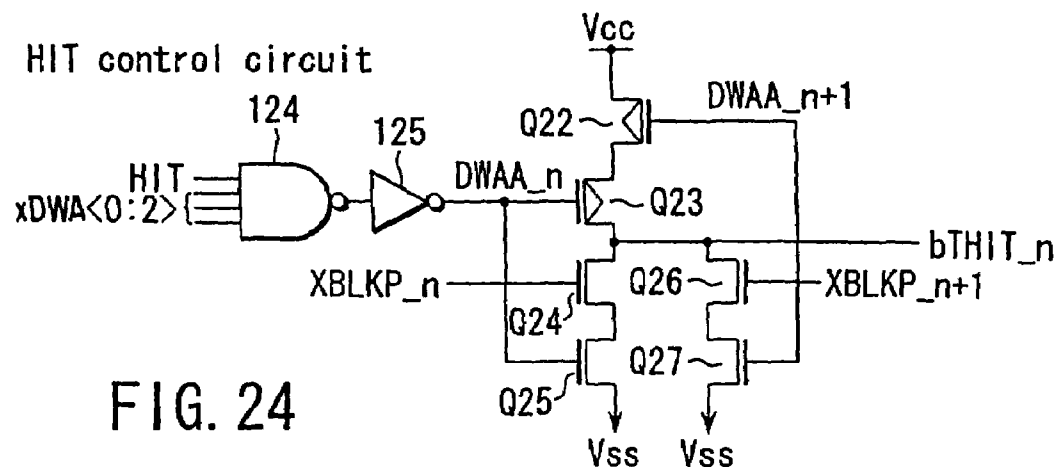 Vcc
HIT control circuit
124
125
DWAA_n+1
Q22
HIT
DWAA_n
xDWA<0:2>
Q23
bTHIT_n
XBLKP_n
Q26
XBLKP_n+1
Q24
Q27
Q25
FIG. 24
Vss
Vss